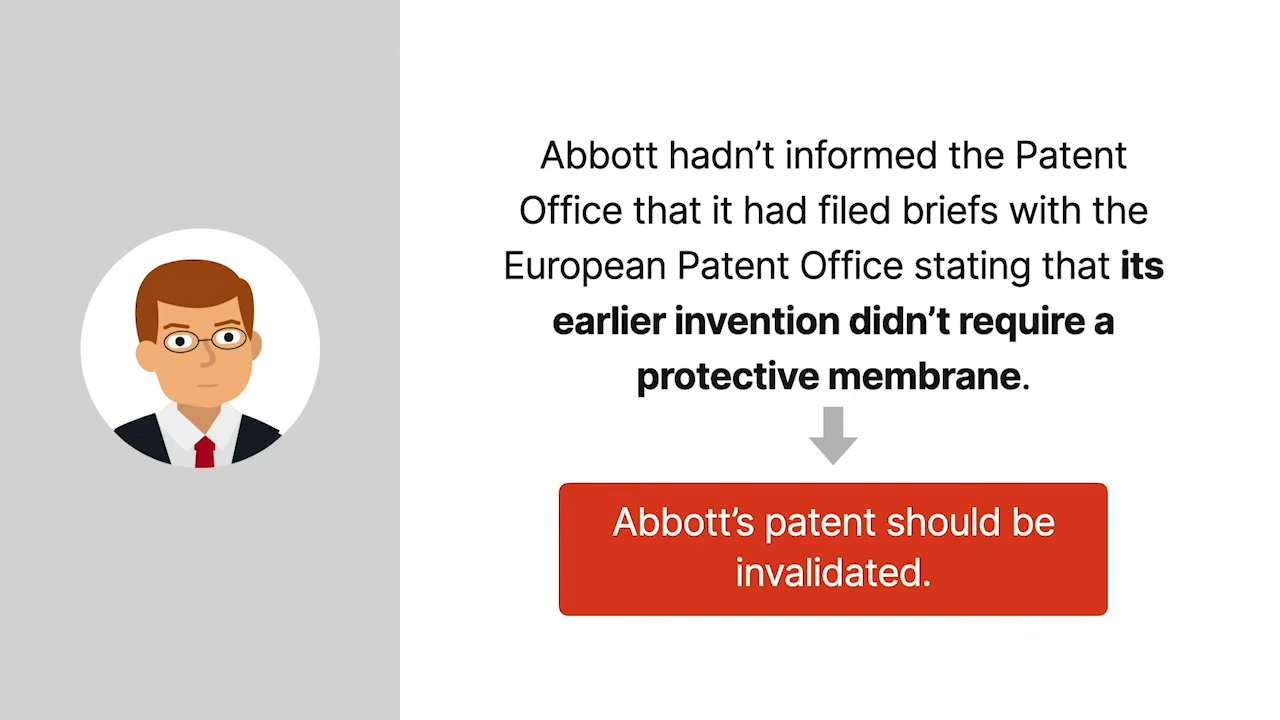 Abbott hadn’t informed the Patent
Office that it had filed briefs with the
European Patent Office stating that its
earlier invention didn’t require a
protective membrane.
Abbott’s patent should be
invalidated.